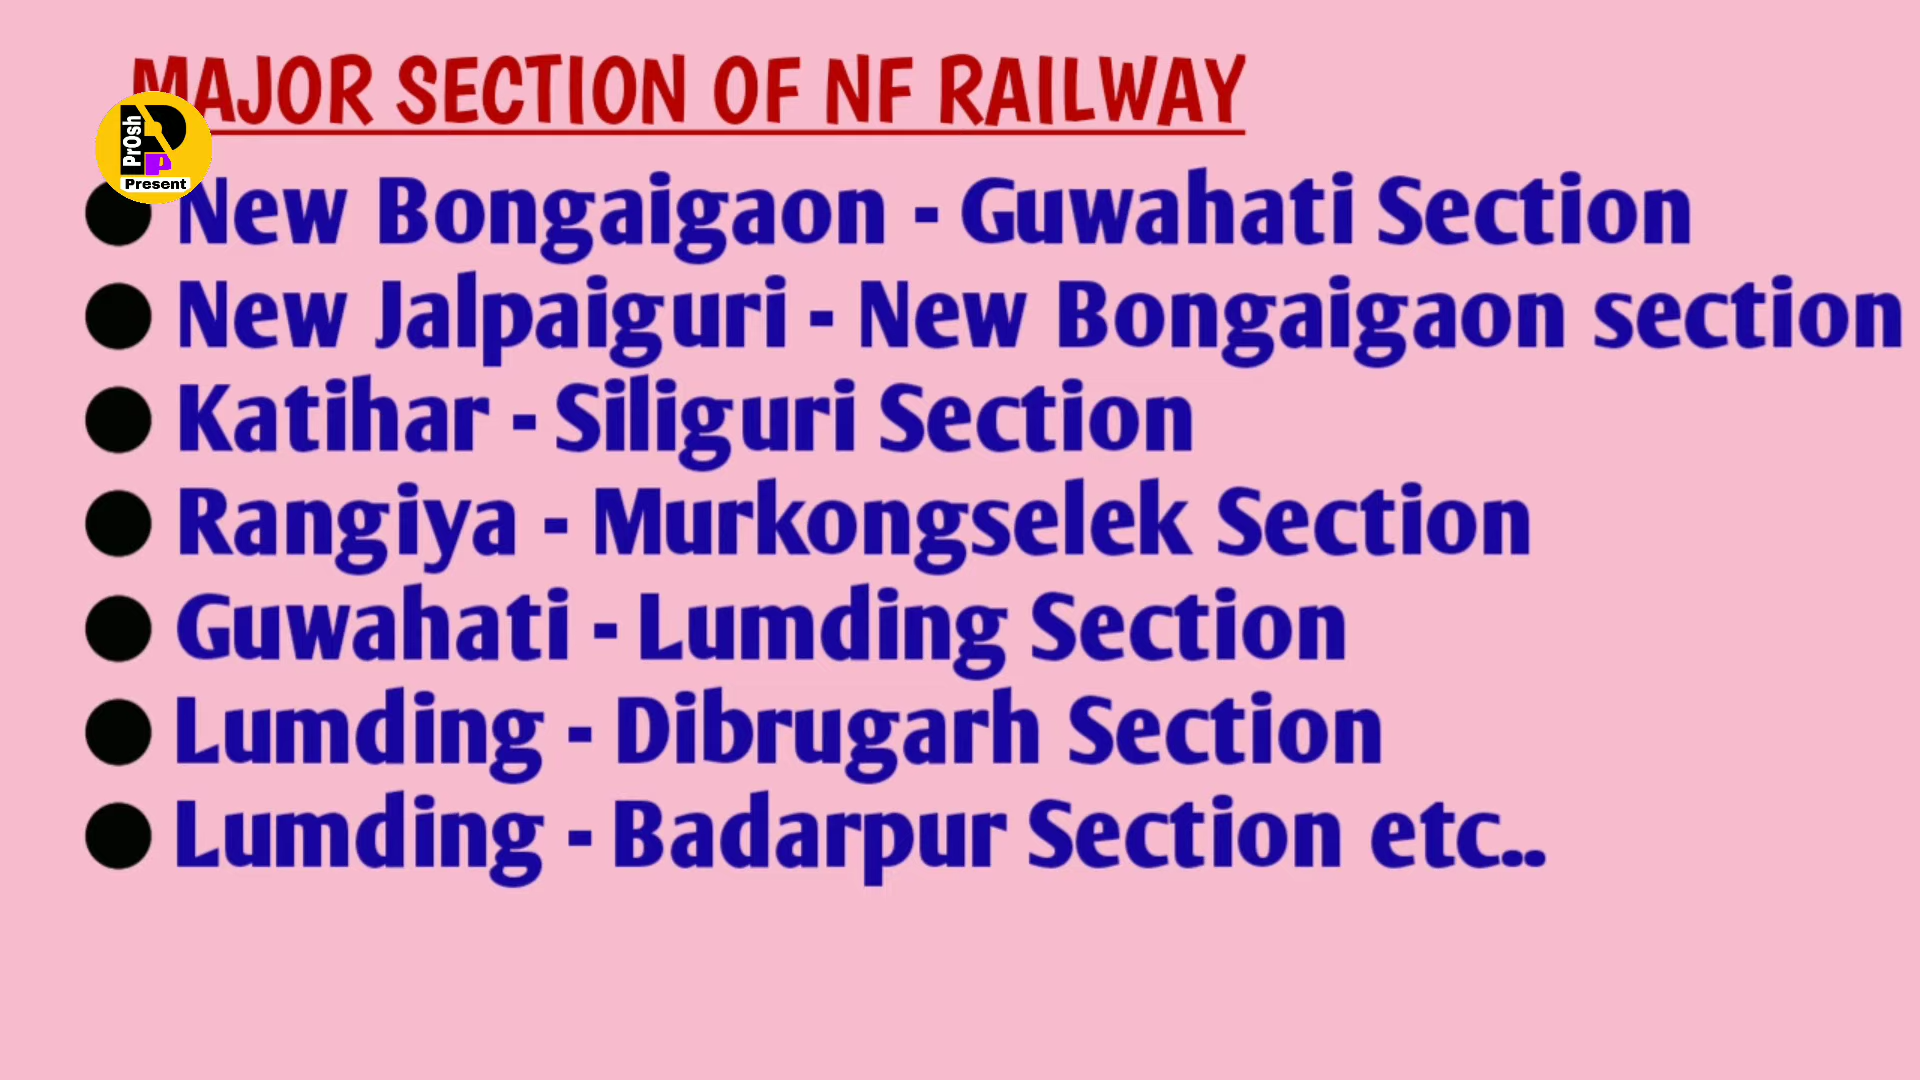 MAJOR SECTION OF NF RAILWAY
PrOsh
P
Present
New Bongaigaon - Guwahati Section
New Jalpaiguri - New Bongaigaon section
Katihar - Siliguri Section
Rangiya - Murkongselek Section
Guwahati - Lumding Section
Lumding - Dibrugarh Section
Lumding - Badarpur Section etc..